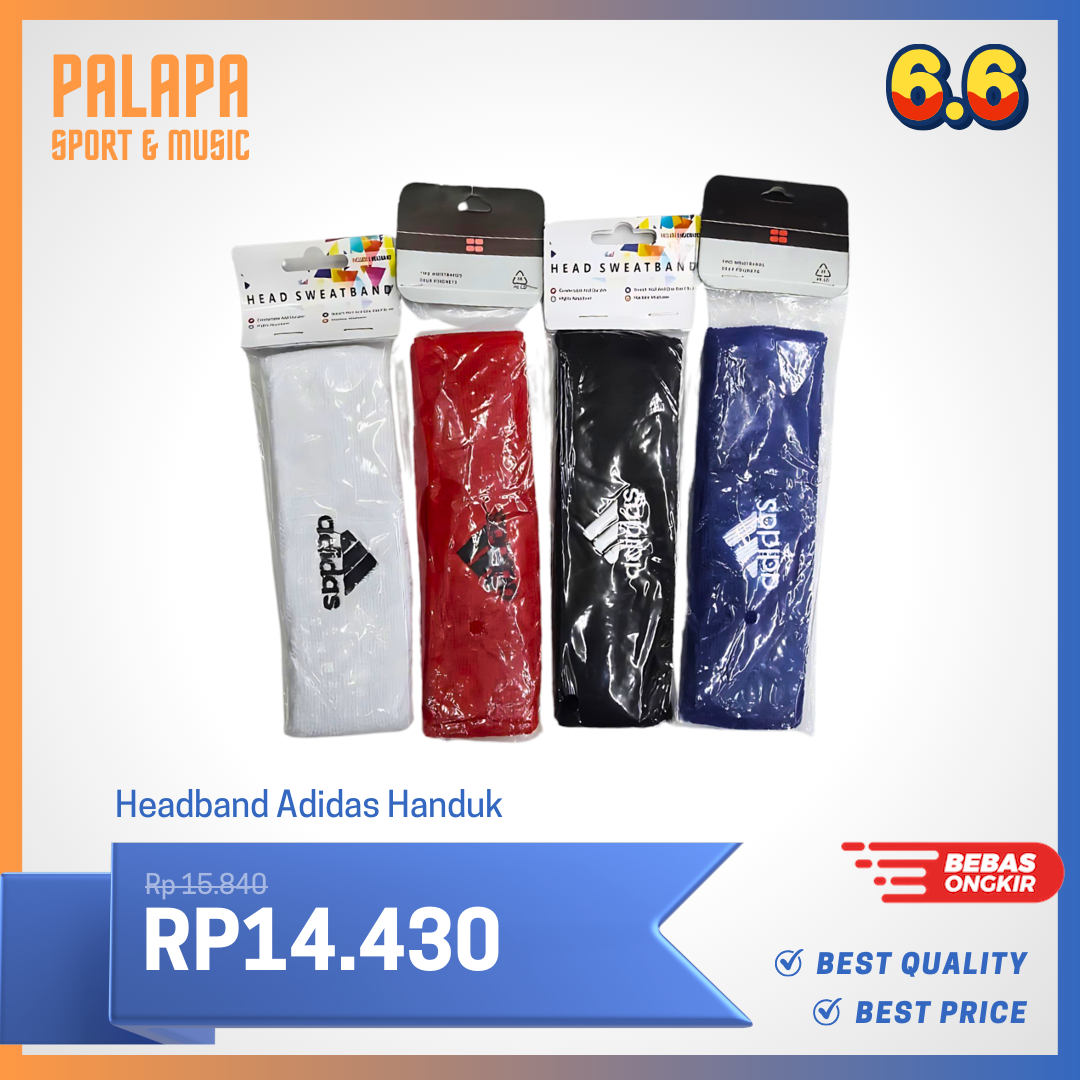 PALAPA
SPORT & MUSIC
6.6
HEAD SWEATBAND
HEAD SWEATBAND
adidas
adidas
adidas
adidas
Headband Adidas Handuk
Rp 15.840
RP14.430
BEBAS
ONGKIR
BEST QUALITY
BEST PRICE